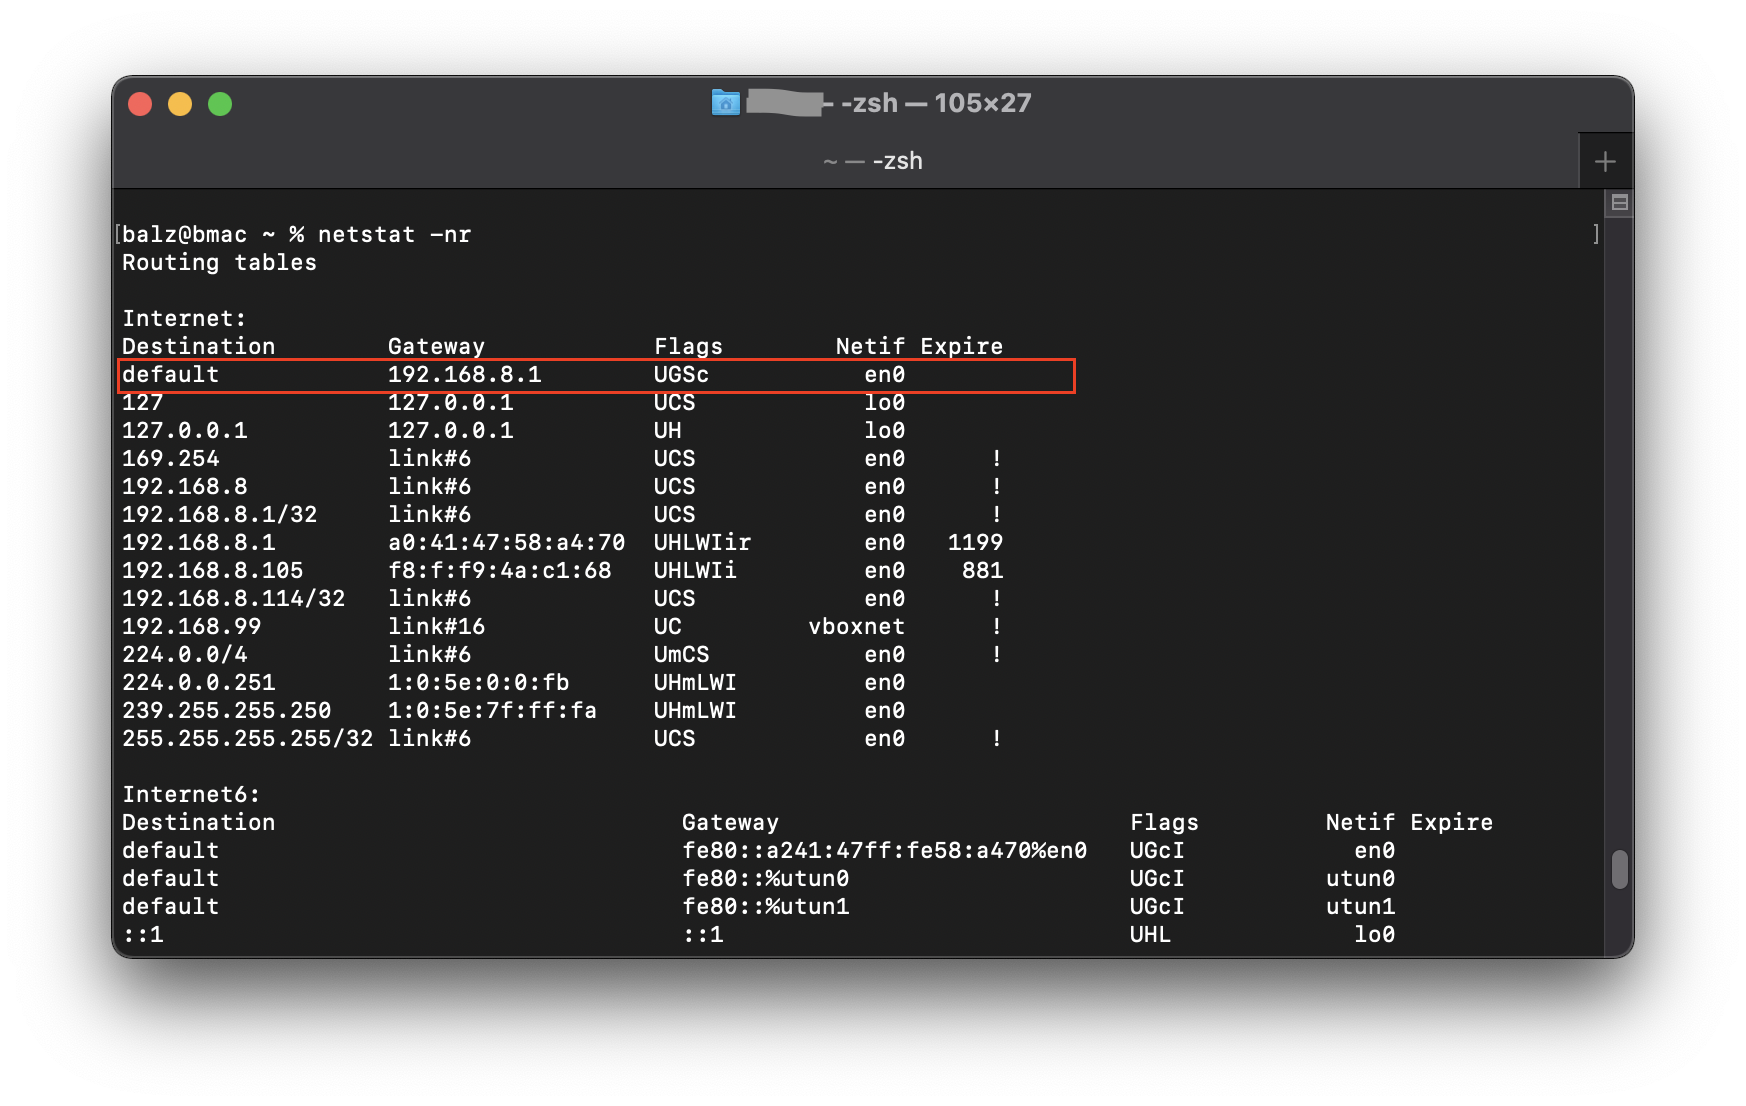 -zsh — 105×27
~ — -zsh
balz@bmac ~ % netstat -nr
Routing tables
Internet:
Destination Gateway Flags Netif Expire
default 192.168.8.1 UGSc en0
127 127.0.0.1 UCS lo0
127.0.0.1 127.0.0.1 UH lo0
169.254 link#6 UCS en0 !
192.168.8 link#6 UCS en0 !
192.168.8.1/32 link#6 UCS en0 !
192.168.8.1 a0:41:47:58:a4:70 UHLWIir en0 1199
192.168.8.105 f8:f:f9:4a:c1:68 UHLWIi en0 881
192.168.8.114/32 link#6 UCS en0 !
192.168.99 link#16 UC vboxnet !
224.0.0/4 link#6 UmCS en0 !
224.0.0.251 1:0:5e:0:0:fb UHmLWI en0
239.255.255.250 1:0:5e:7f:ff:fa UHmLWI en0
255.255.255.255/32 link#6 UCS en0 !
Internet6:
Destination Gateway Flags Netif Expire
default fe80::a241:47ff:fe58:a470%en0 UGcI en0
default fe80::%utun0 UGcI utun0
default fe80::%utun1 UGcI utun1
::1 ::1 UHL lo0